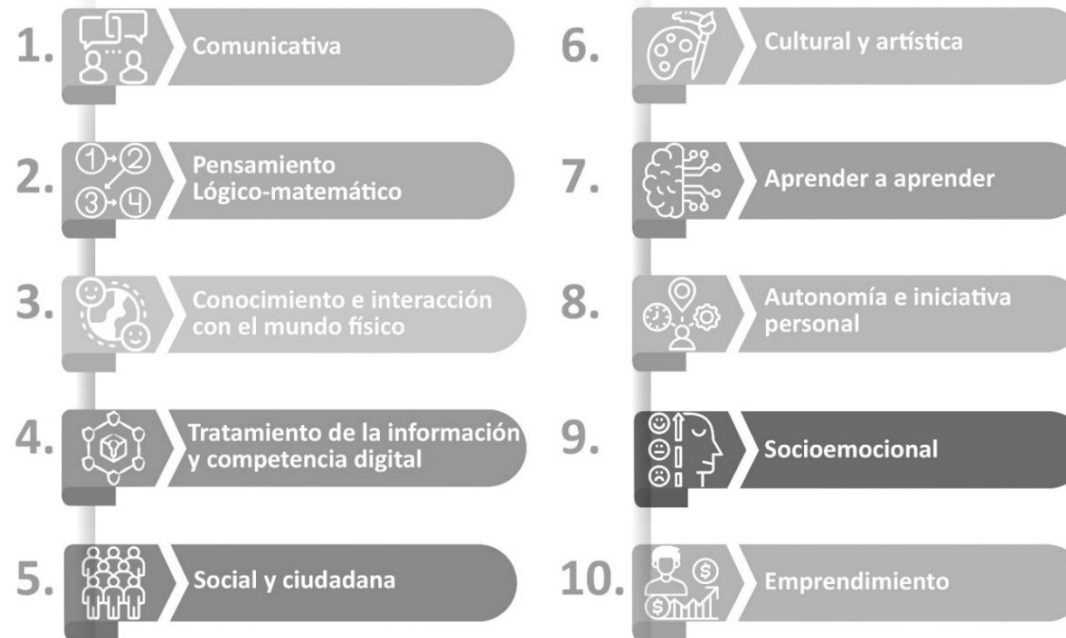 1.
Comunicativa
2.
Pensamiento
Lógico-matemático
3.
Conocimiento e interacción
con el mundo físico
4.
Tratamiento de la información
y competencia digital
5.
Social y ciudadana
6.
Cultural y artística
7.
Aprender a aprender
8.
Autonomía e iniciativa
personal
9.
Socioemocional
10.
Emprendimiento